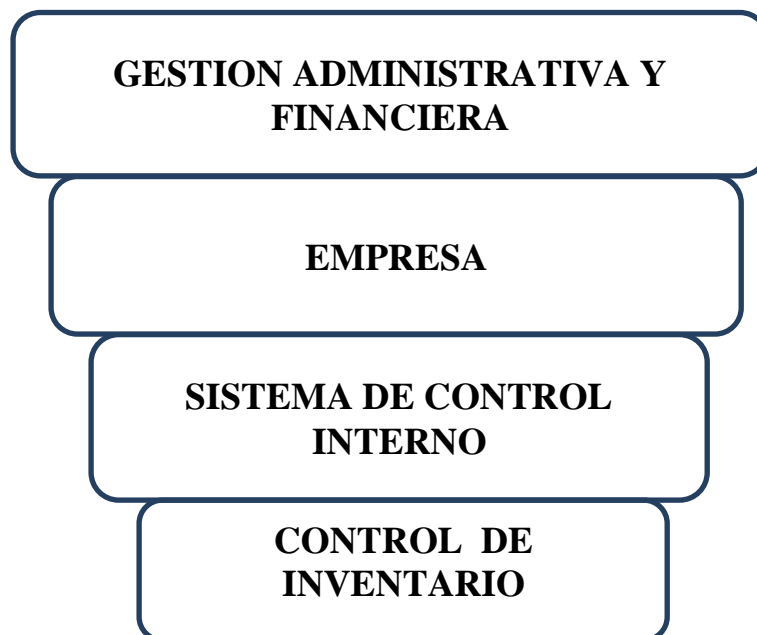 GESTION ADMINISTRATIVA Y
FINANCIERA
EMPRESA
SISTEMA DE CONTROL
INTERNO
CONTROL DE
INVENTARIO